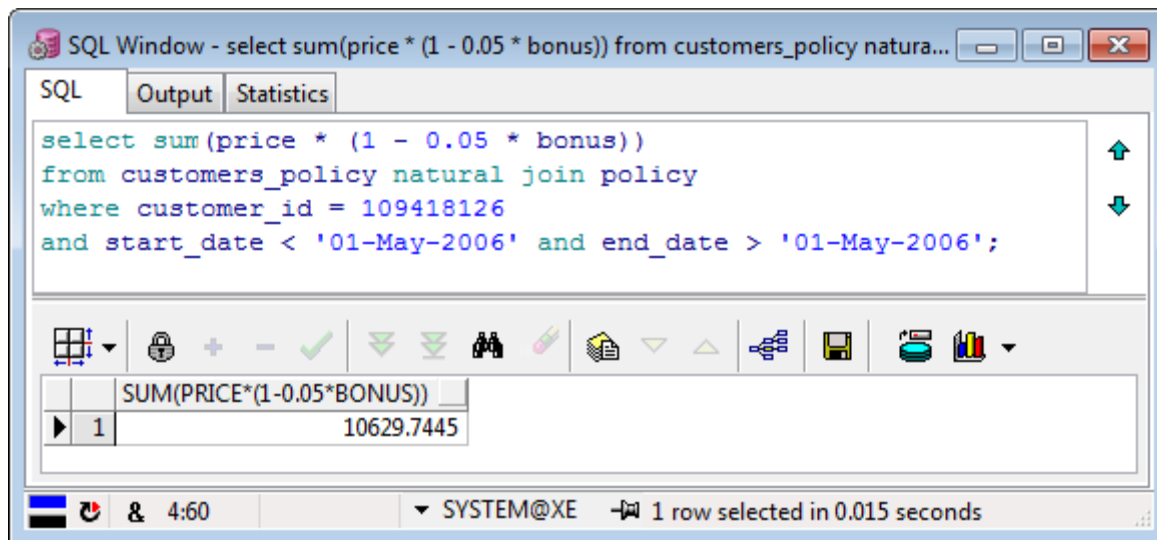 SQL Window - select sum(price * (1 - 0.05 * bonus)) from customers_policy natura...
SQL Output Statistics
select sum(price * (1 - 0.05 * bonus))
from customers_policy natural join policy
where customer_id = 109418126
and start_date < '01-May-2006' and end_date > '01-May-2006';
SUM(PRICE*(1-0.05*BONUS))
1 10629.7445
& 4:60 SYSTEM@XE 1 row selected in 0.015 seconds